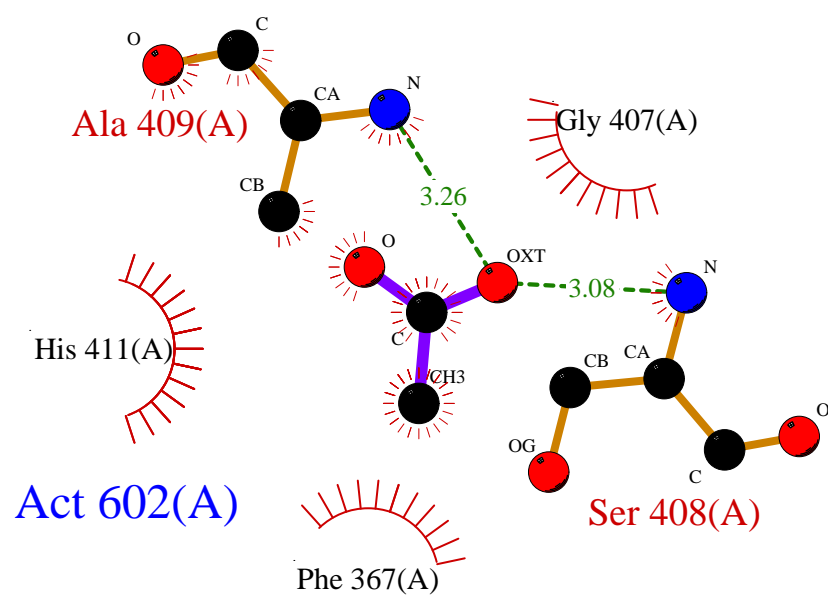 O
C
N
CA
Ala 409(A)
Gly 407(A)
CB
3.26
O
OXT
N
3.08
C
CA
His 411(A)
CB
CH3
O
OG
C
Act 602(A)
Ser 408(A)
Phe 367(A)